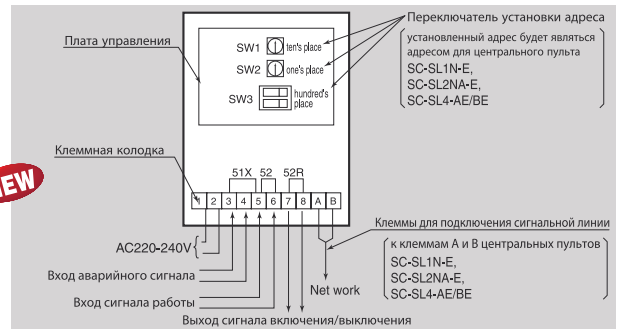 Переключатель установки адреса
установленный адрес будет являться
адресом для центрального пульта
SC-SL1N-E,
SC-SL2NA-E,
SC-SL4-AE/BE
Плата управления
SW1 ten's place
SW2 one's place
SW3 hundred's
place
Клеммная колодка
NEW
51X 52 52R
1 2 3 4 5 6 7 8 A B
AC220-240V
Вход аварийного сигнала
Вход сигнала работы
Выход сигнала включения/выключения
Net work
Клеммы для подключения сигнальной линии
к клеммам А и В центральных пультов
SC-SL1N-E,
SC-SL2NA-E,
SC-SL4-AE/BE